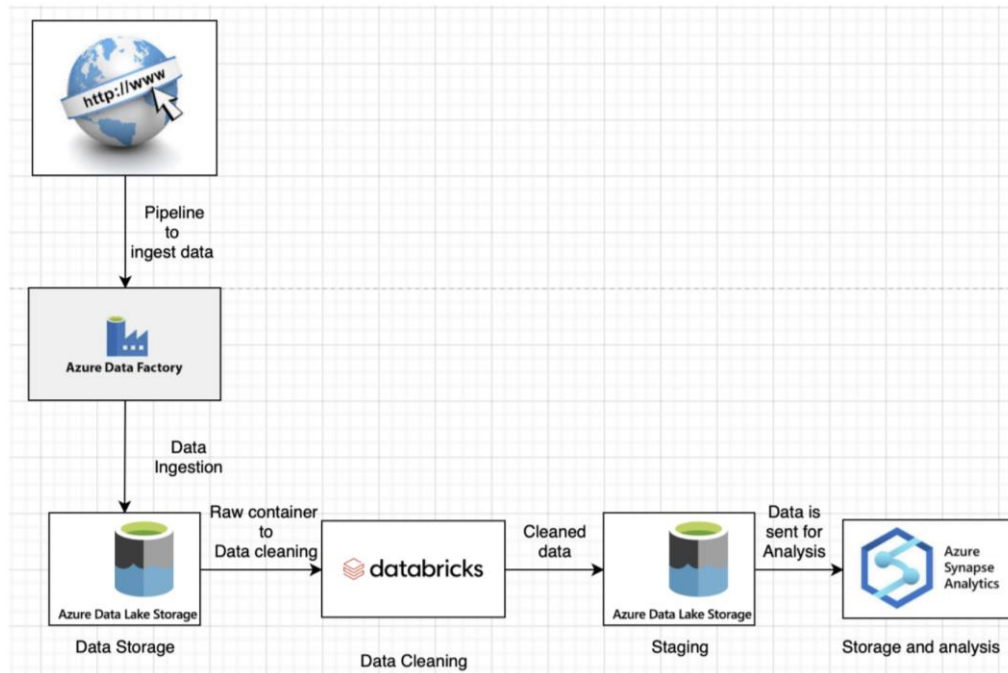 http://www
Pipeline
to
ingest data
Azure Data Factory
Data
Ingestion
Azure Data Lake Storage
Data Storage
Raw container
to
Data cleaning
databricks
Data Cleaning
Cleaned
data
Azure Data Lake Storage
Staging
Data is
sent for
Analysis
Azure
Synapse
Analytics
Storage and analysis